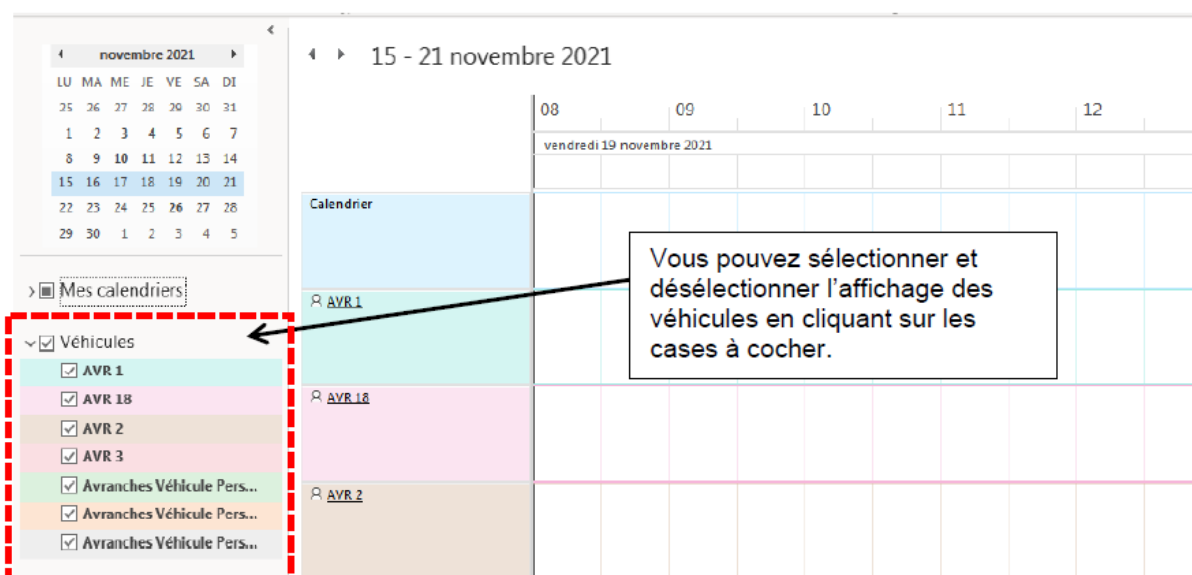 novembre 2021
LU MA ME JE VE SA DI
25 26 27 28 29 30 31
1 2 3 4 5 6 7
8 9 10 11 12 13 14
15 16 17 18 19 20 21
22 23 24 25 26 27 28
29 30 1 2 3 4 5
Mes calendriers
Véhicules
AVR 1
AVR 18
AVR 2
AVR 3
Avranches Véhicule Pers...
Avranches Véhicule Pers...
Avranches Véhicule Pers...
15 - 21 novembre 2021
08 09 10 11 12
vendredi 19 novembre 2021
Calendrier
AVR 1
AVR 18
AVR 2
Vous pouvez sélectionner et
désélectionner l’affichage des
véhicules en cliquant sur les
cases à cocher.